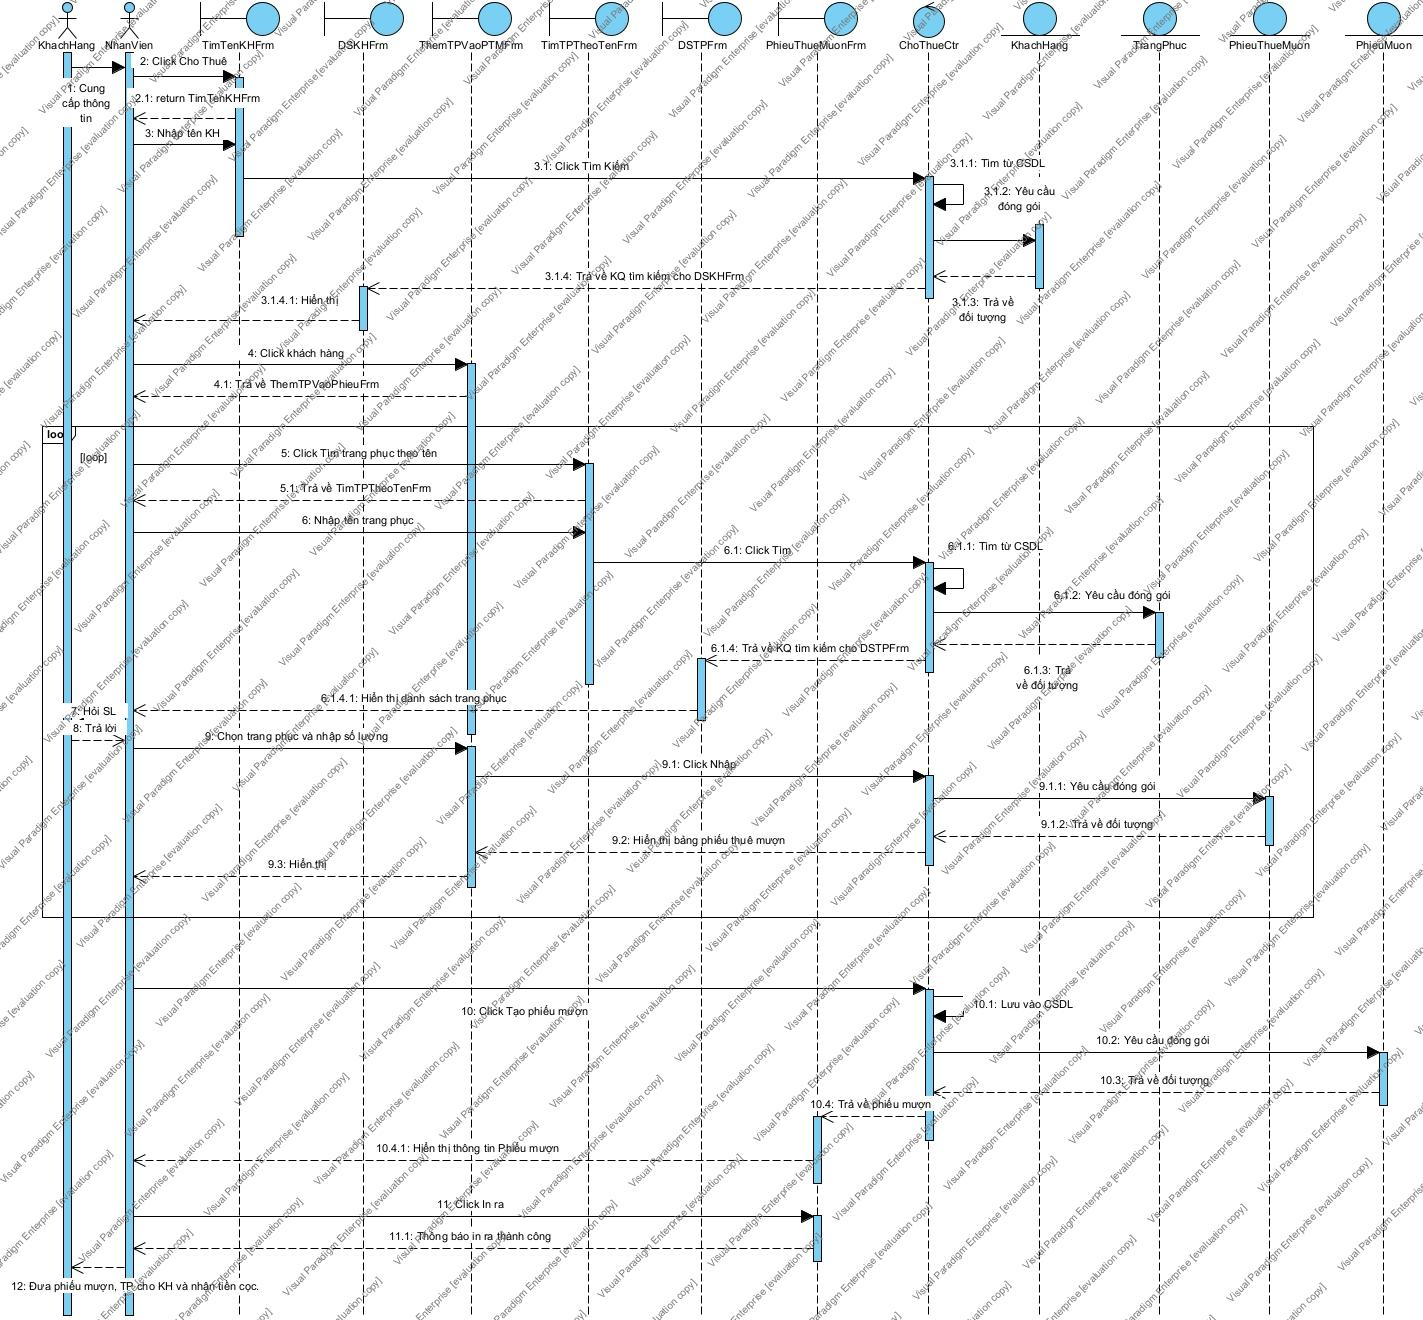 KhachHang
NhanVien
TimTenKHFrm
DSKHFrm
ThemTPVaoPTMFrm
TimTPTheoTenFrm
DSTPFrm
PhieuThueMuonFrm
ChoThueCtr
KhachHang
TrangPhuc
PhieuThueMuon
PhieuMuon
2: Click Cho Thuê
1: Cung
cấp thông
tin
2.1: return TimTenKHFrm
3: Nhập tên KH
3.1: Click Tìm Kiếm
3.1.1: Tìm từ CSDL
3.1.2: Yêu cầu
đóng gói
3.1.4: Trả về KQ tìm kiếm cho DSKHFrm
3.1.4.1: Hiển thị
3.1.3: Trả về
đối tượng
4: Click khách hàng
4.1: Trả về ThemTPVaoPhieuFrm
loop
[loop]
5: Click Tìm trang phục theo tên
5.1: Trả về TimTPTheoTenFrm
6: Nhập tên trang phục
6.1: Click Tìm
6.1.1: Tìm từ CSDL
6.1.2: Yêu cầu đóng gói
6.1.4: Trả về KQ tìm kiếm cho DSTPFrm
6.1.3: Trả
về đối tượng
6.1.4.1: Hiển thị danh sách trang phục
7: Hỏi SL
8: Trả lời
9: Chọn trang phục và nhập số lượng
9.1: Click Nhập
9.1.1: Yêu cầu đóng gói
9.1.2: Trả về đối tượng
9.2: Hiển thị bảng phiếu thuê mượn
9.3: Hiển thị
10: Click Tạo phiếu mượn
10.1: Lưu vào CSDL
10.2: Yêu cầu đóng gói
10.3: Trả về đối tượng
10.4: Trả về phiếu mượn
10.4.1: Hiển thị thông tin Phiếu mượn
11: Click In ra
11.1: Thông báo in ra thành công
12: Đưa phiếu mượn, TP cho KH và nhận tiền cọc.
Visual Paradigm Enterprise [evaluation copy]